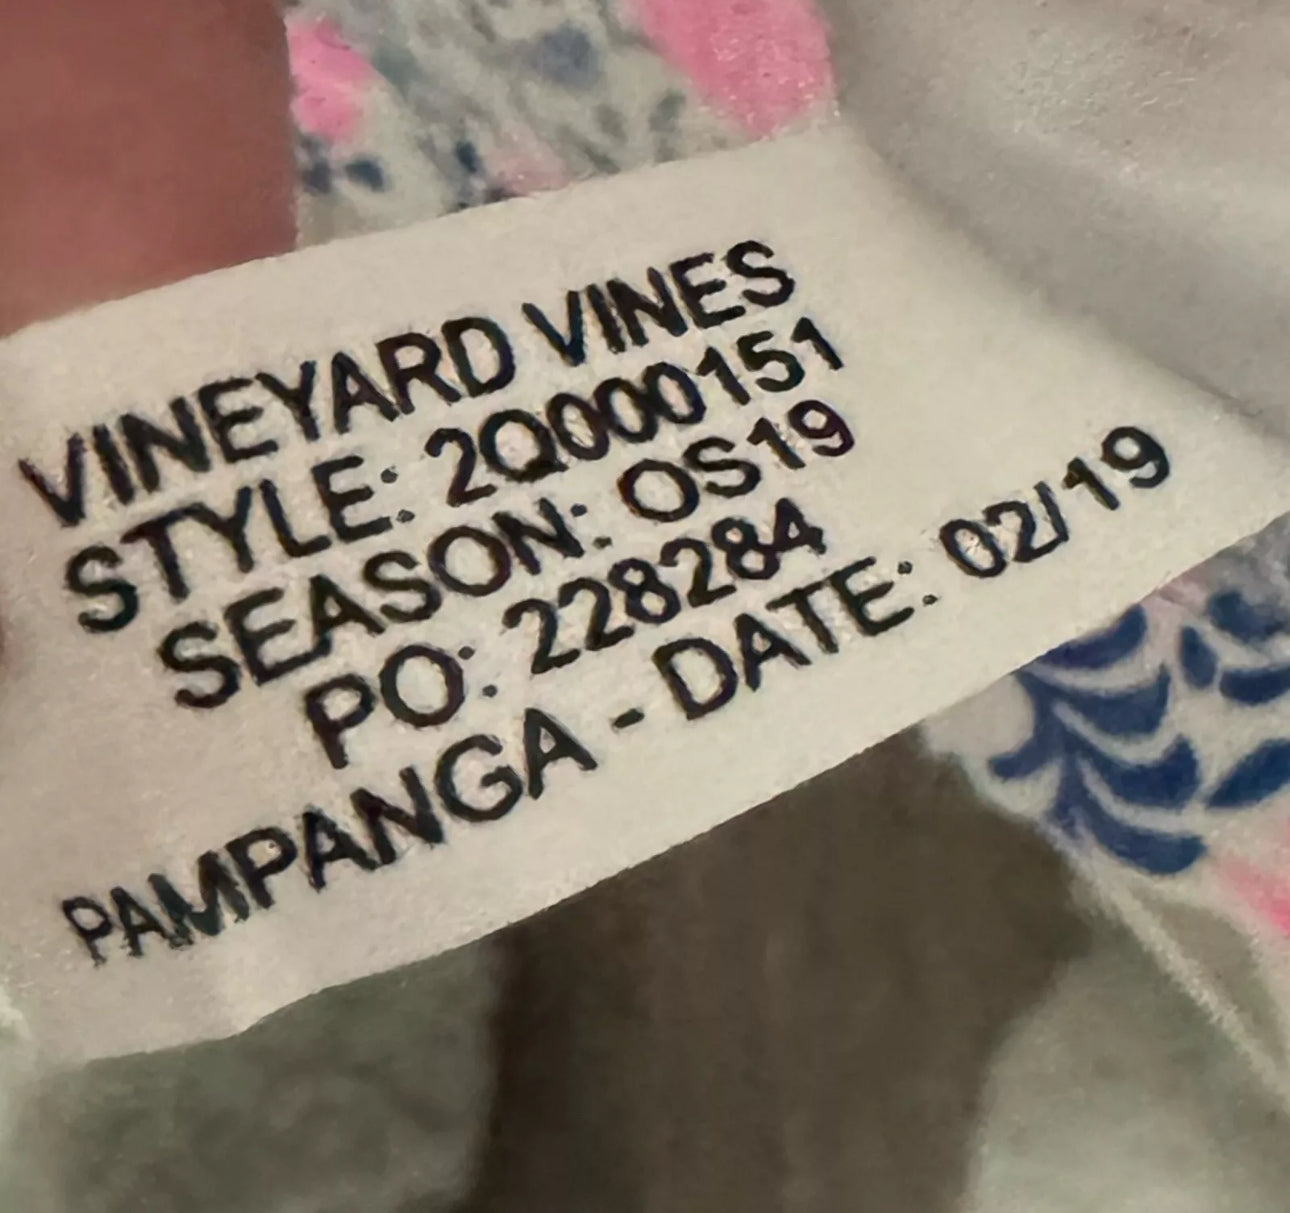 VINEYARD VINES
STYLE: 2Q000151
SEASON: OS19
PO: 228284
PAMPANGA - DATE: 02/19